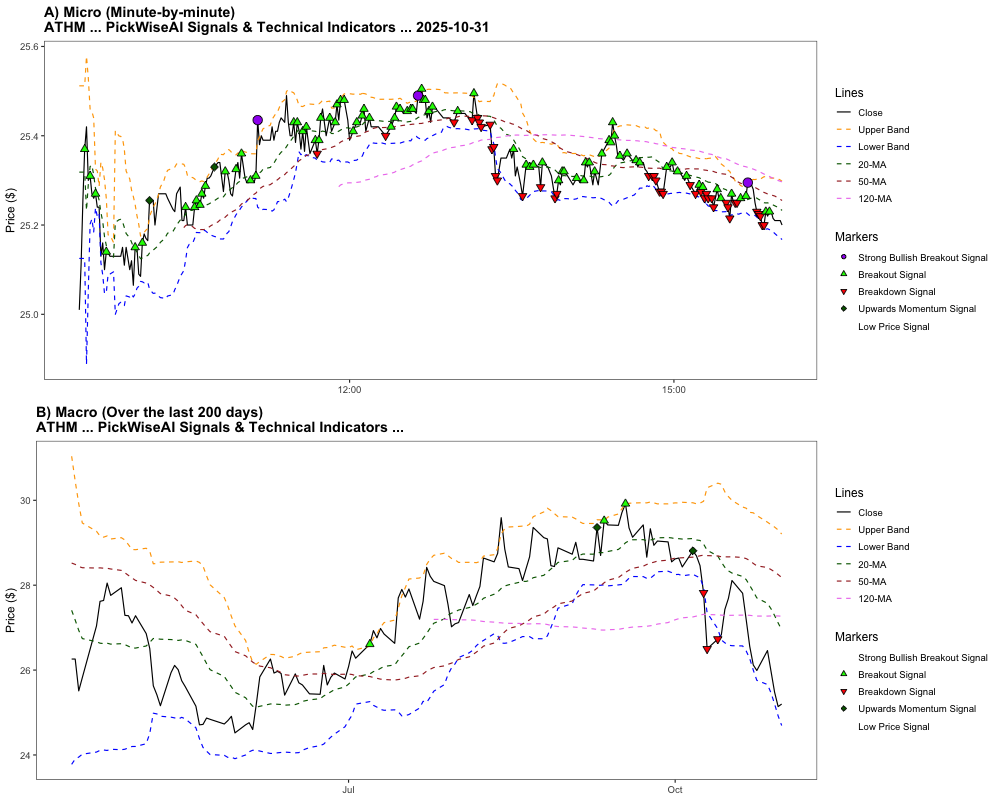 A) Micro (Minute-by-minute)
ATHM ... PickWiseAI Signals & Technical Indicators ... 2025-10-31
25.6
25.4
25.2
25.0
Price ($)
12:00
15:00
Lines
Close
Upper Band
Lower Band
20-MA
50-MA
120-MA
Markers
Strong Bullish Breakout Signal
Breakout Signal
Breakdown Signal
Upwards Momentum Signal
Low Price Signal
B) Macro (Over the last 200 days)
ATHM ... PickWiseAI Signals & Technical Indicators ...
30
28
26
24
Price ($)
Jul
Oct
Lines
Close
Upper Band
Lower Band
20-MA
50-MA
120-MA
Markers
Strong Bullish Breakout Signal
Breakout Signal
Breakdown Signal
Upwards Momentum Signal
Low Price Signal